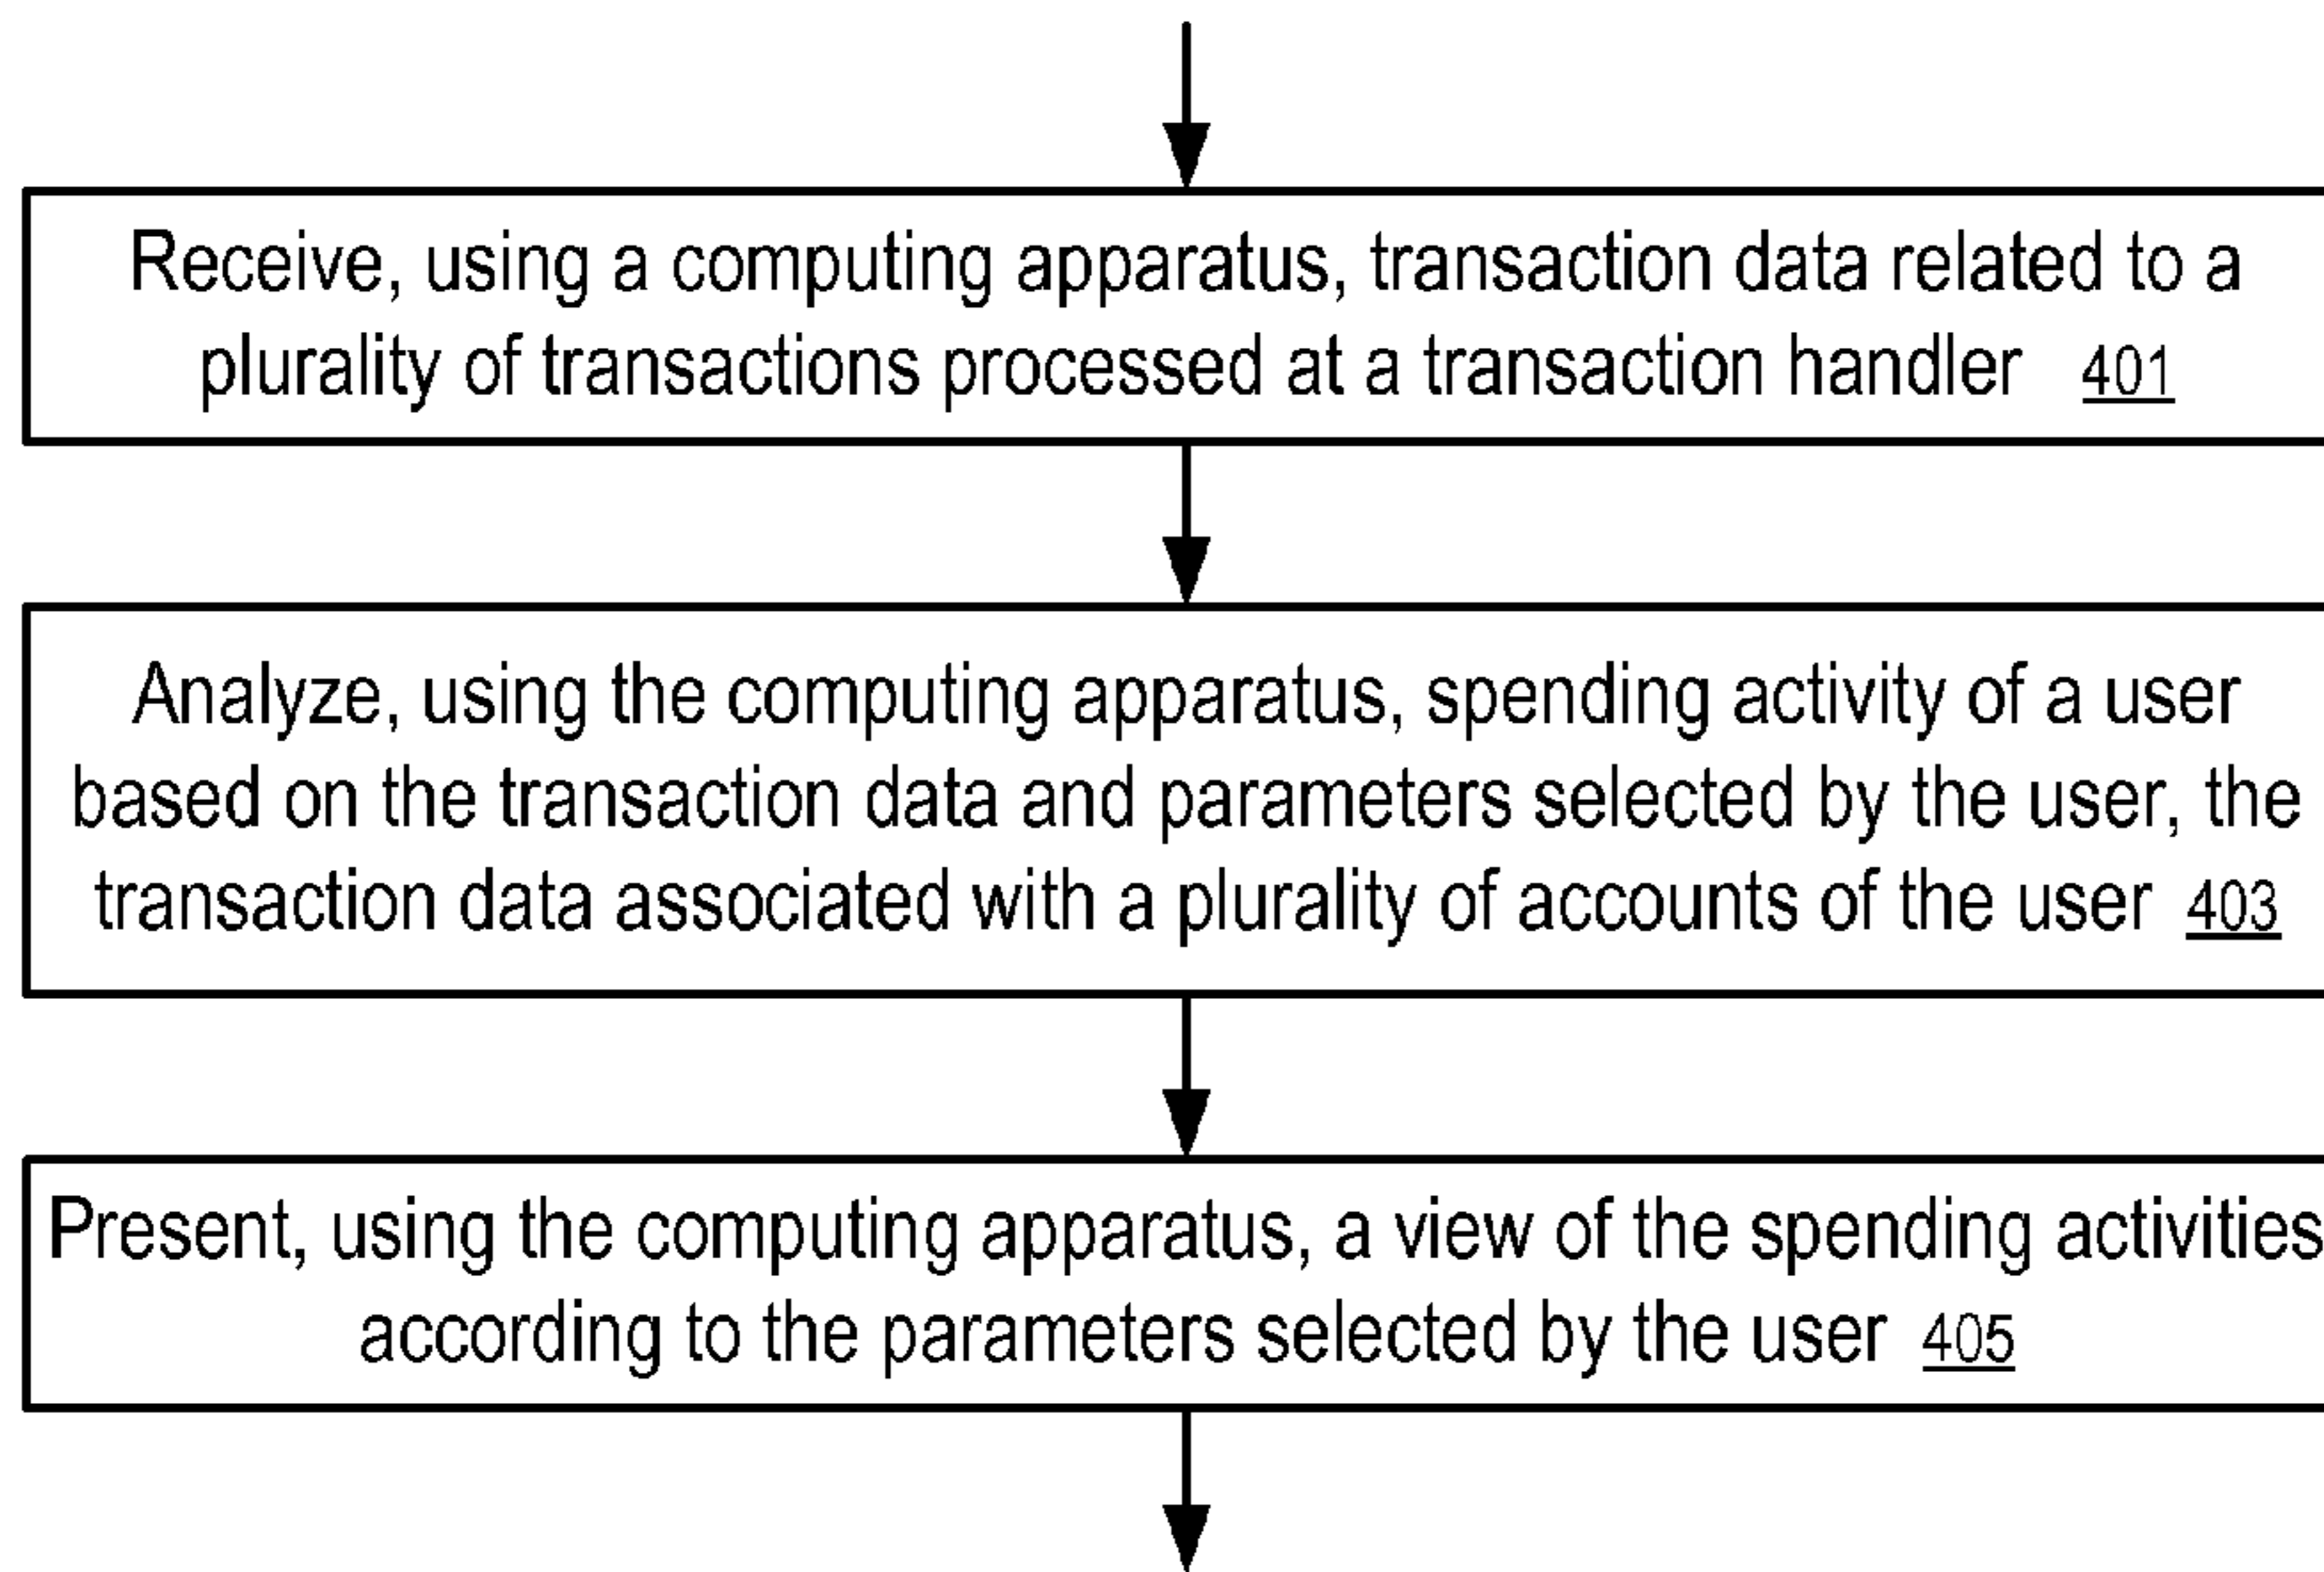 Receive, using a computing apparatus, transaction data related to a
plurality of transactions processed at a transaction handler 401
Analyze, using the computing apparatus, spending activity of a user
based on the transaction data and parameters selected by the user, the
transaction data associated with a plurality of accounts of the user 403
Present, using the computing apparatus, a view of the spending activities
according to the parameters selected by the user 405